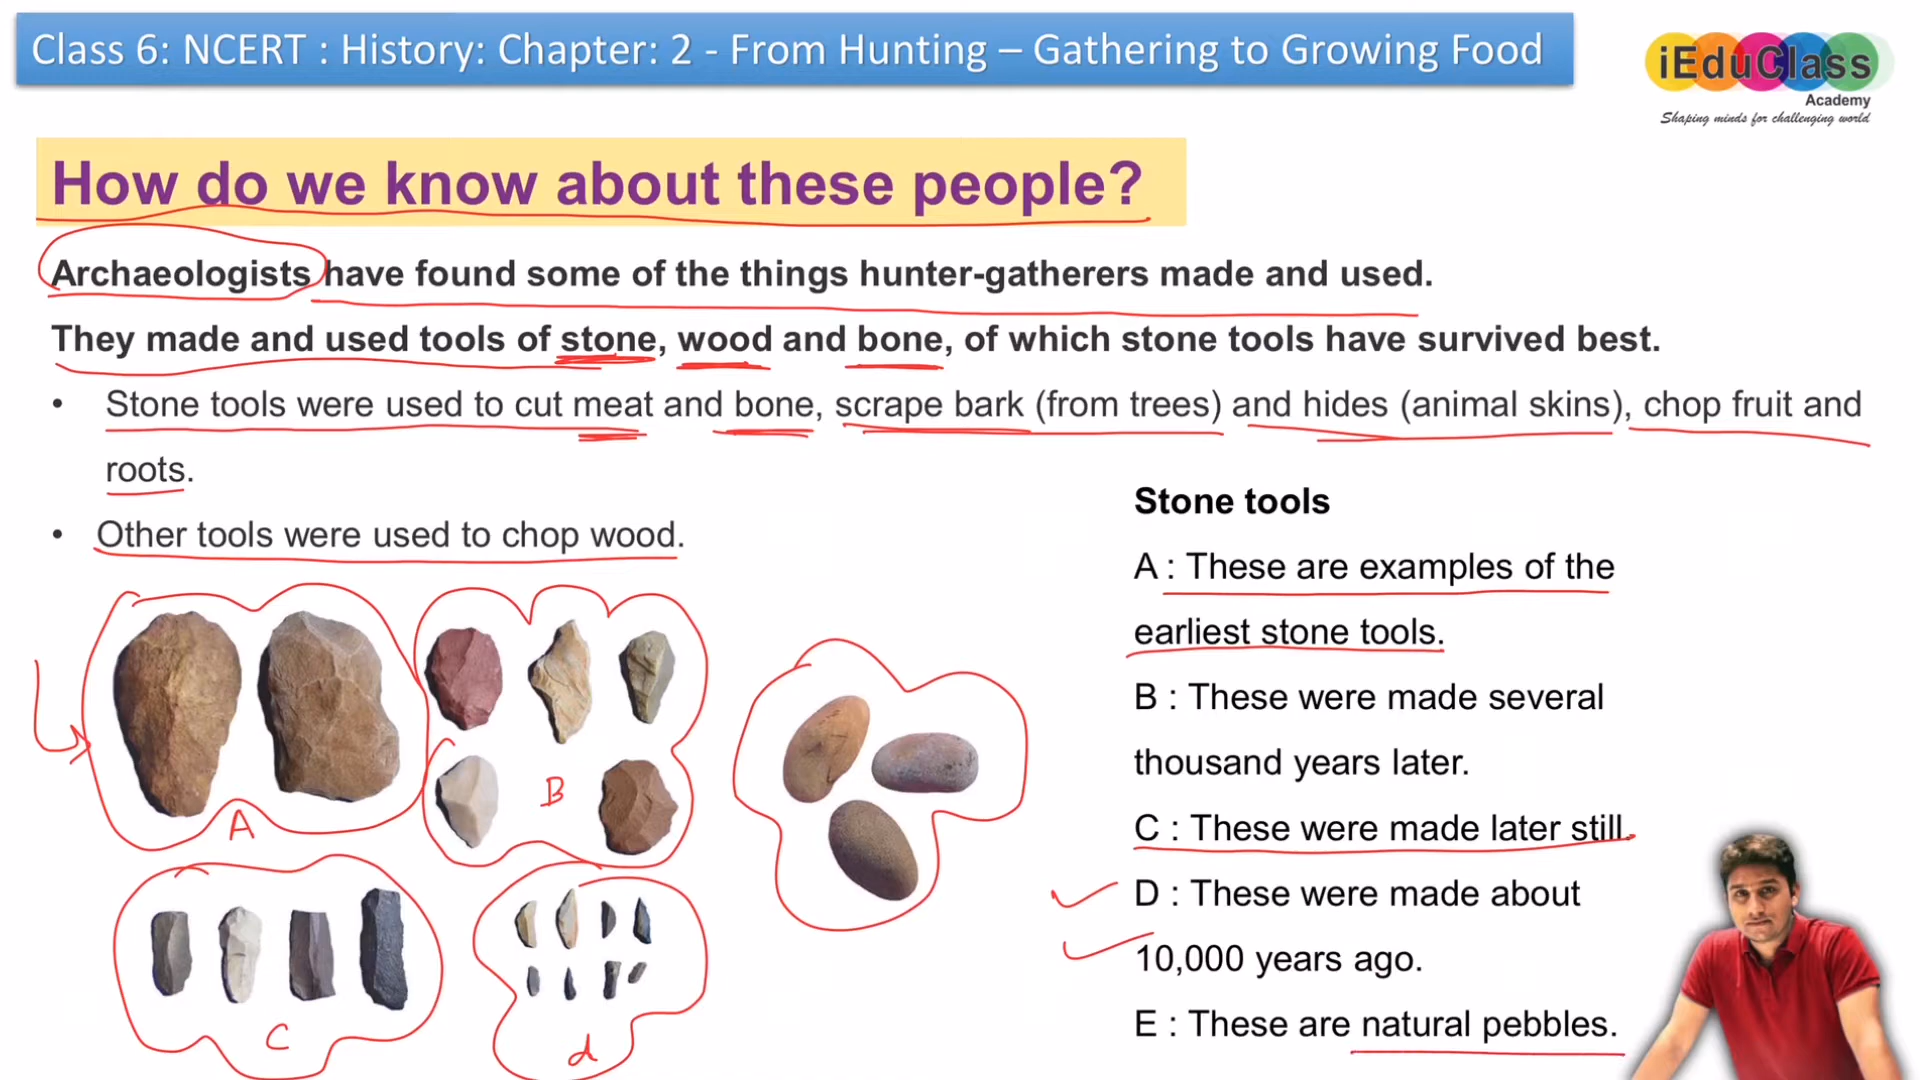 Class 6: NCERT : History: Chapter: 2 - From Hunting – Gathering to Growing Food
iEduClass
Academy
Shaping minds for challenging world
How do we know about these people?
Archaeologists have found some of the things hunter-gatherers made and used.
They made and used tools of stone, wood and bone, of which stone tools have survived best.
• Stone tools were used to cut meat and bone, scrape bark (from trees) and hides (animal skins), chop fruit and
roots.
• Other tools were used to chop wood.
Stone tools
A : These are examples of the
earliest stone tools.
B : These were made several
thousand years later.
C : These were made later still.
D : These were made about
10,000 years ago.
E : These are natural pebbles.
A
B
C
d